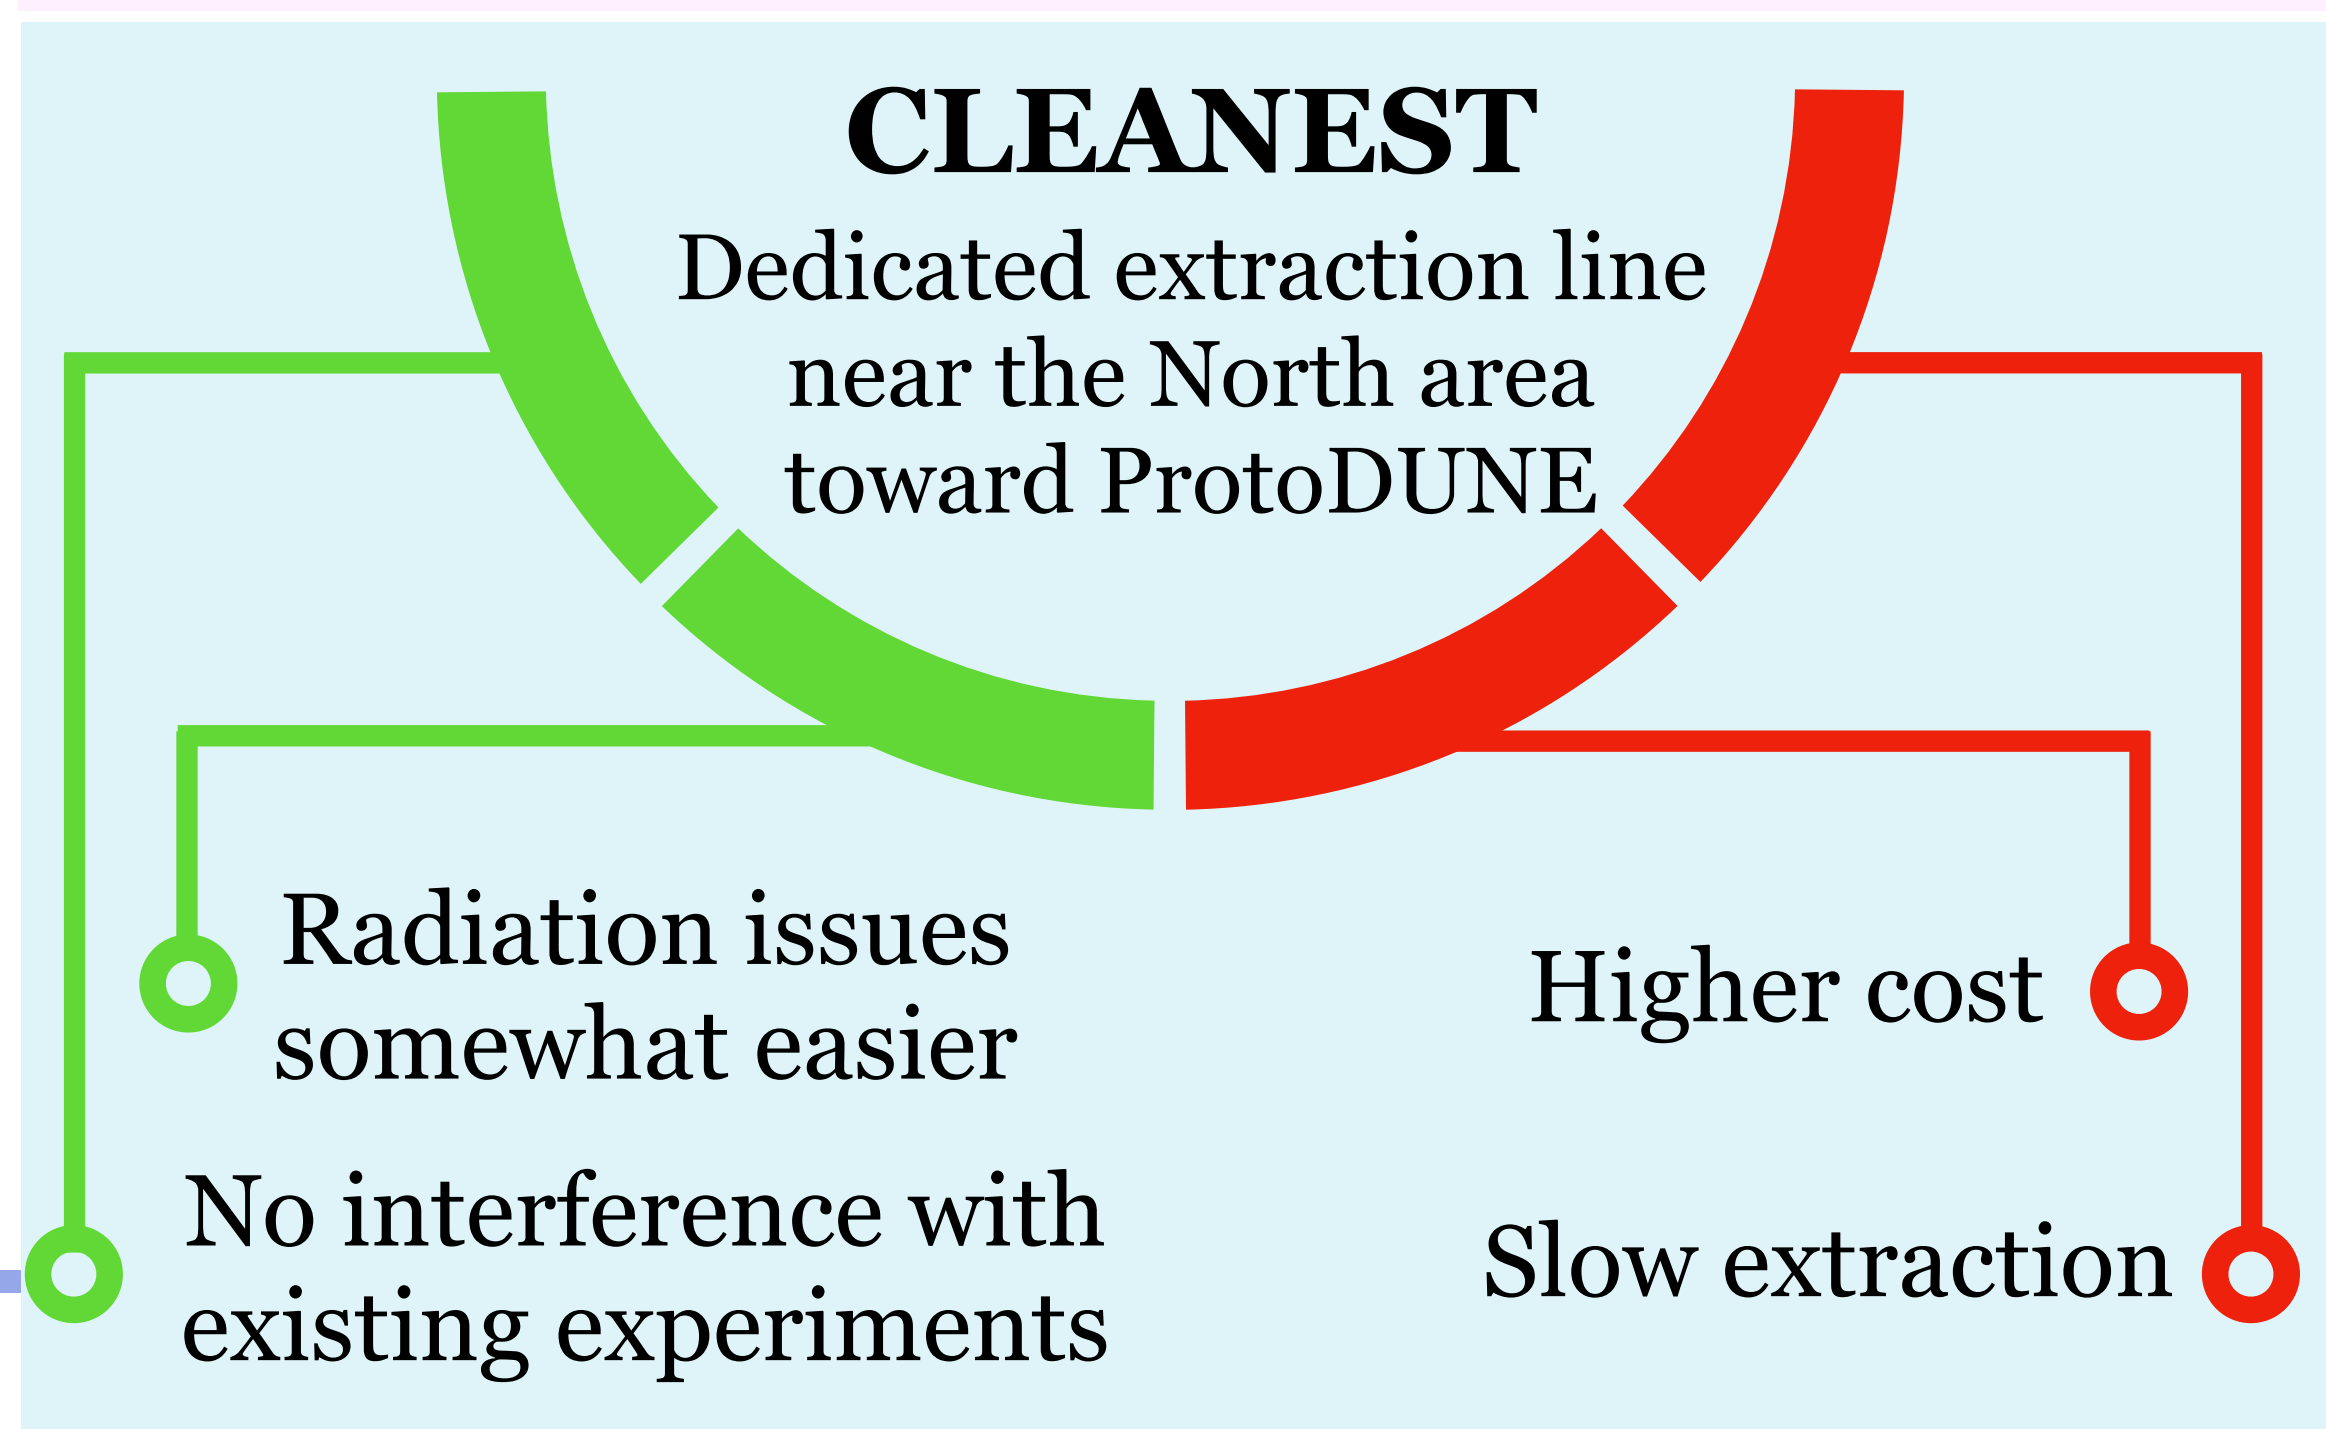 CLEANEST
Dedicated extraction line
near the North area
toward ProtoDUNE
Radiation issues
somewhat easier
Higher cost
No interference with
existing experiments
Slow extraction